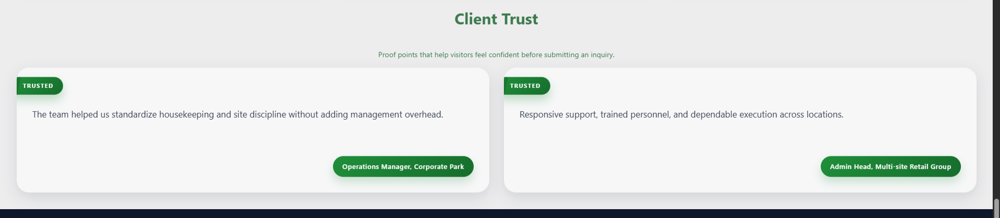 Client Trust
Proof points that help visitors feel confident before submitting an inquiry.
TRUSTED
The team helped us standardize housekeeping and site discipline without adding management overhead.
Operations Manager, Corporate Park
TRUSTED
Responsive support, trained personnel, and dependable execution across locations.
Admin Head, Multi-site Retail Group